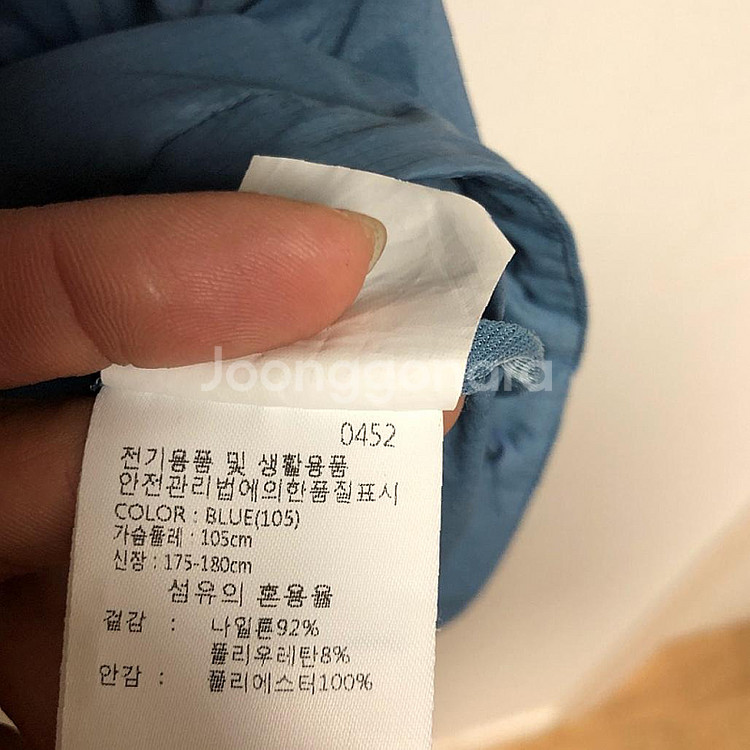 Joonggonara
0452
전기용품 및 생활용품
안전관리법에의한품질표시
COLOR : BLUE(105)
가슴둘레 : 105cm
신장 : 175-180cm
섬유의 혼용율
겉감 : 나일론92%
폴리우레탄8%
안감 : 폴리에스터100%